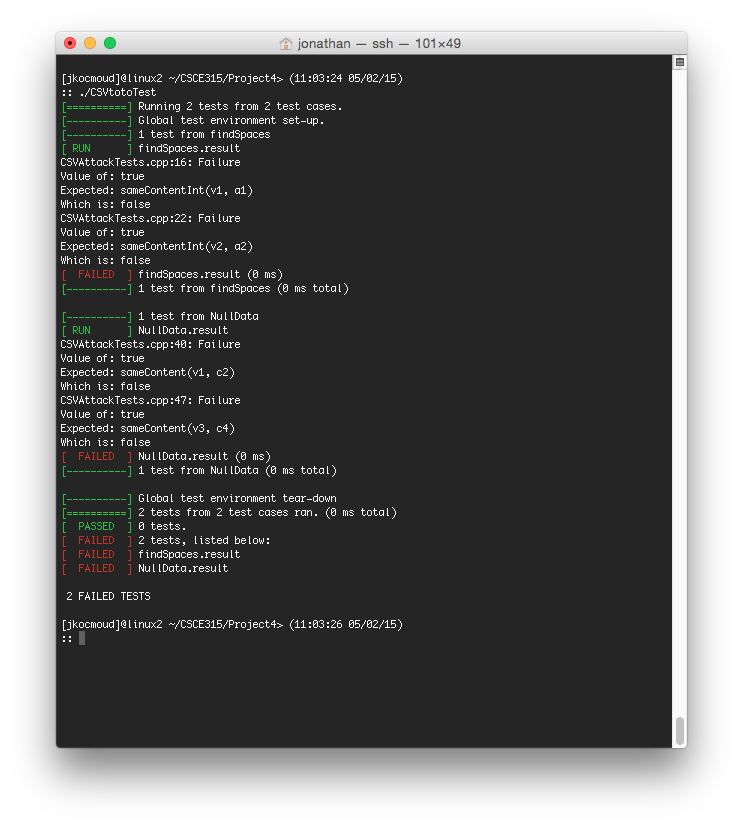 jonathan — ssh — 101×49
[jkocmoud]@linux2 ~/CSCE315/Project4> (11:03:24 05/02/15)
:: ./CSVtotoTest
[==========] Running 2 tests from 2 test cases.
[----------] Global test environment set-up.
[----------] 1 test from findSpaces
[ RUN      ] findSpaces.result
CSVAttackTests.cpp:16: Failure
Value of: true
Expected: sameContentInt(v1, a1)
Which is: false
CSVAttackTests.cpp:22: Failure
Value of: true
Expected: sameContentInt(v2, a2)
Which is: false
[  FAILED  ] findSpaces.result (0 ms)
[----------] 1 test from findSpaces (0 ms total)
[----------] 1 test from NullData
[ RUN      ] NullData.result
CSVAttackTests.cpp:40: Failure
Value of: true
Expected: sameContent(v1, c2)
Which is: false
CSVAttackTests.cpp:47: Failure
Value of: true
Expected: sameContent(v3, c4)
Which is: false
[  FAILED  ] NullData.result (0 ms)
[----------] 1 test from NullData (0 ms total)
[----------] Global test environment tear-down
[==========] 2 tests from 2 test cases ran. (0 ms total)
[  PASSED  ] 0 tests.
[  FAILED  ] 2 tests, listed below:
[  FAILED  ] findSpaces.result
[  FAILED  ] NullData.result
2 FAILED TESTS
[jkocmoud]@linux2 ~/CSCE315/Project4> (11:03:26 05/02/15)
::